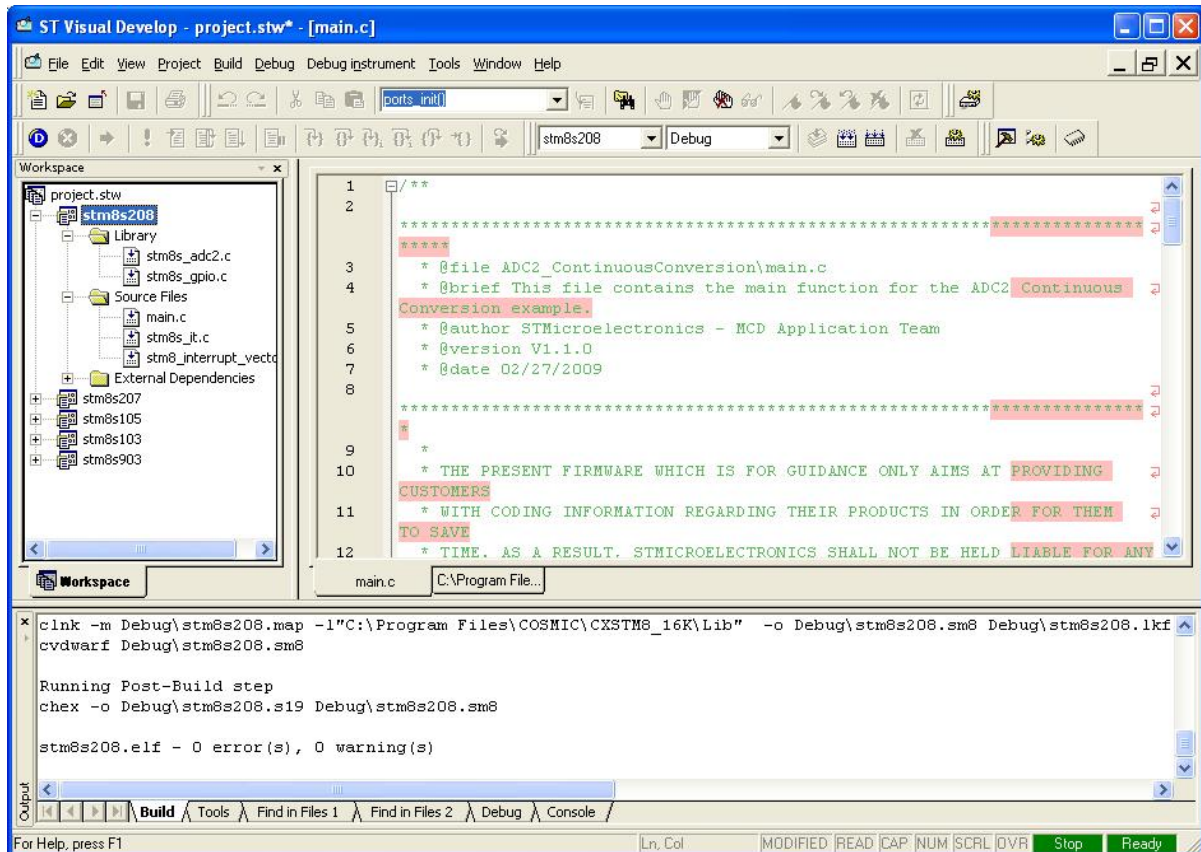 ST Visual Develop - project.stw* - [main.c]
File Edit View Project Build Debug Debug instrument Tools Window Help
ports_init()
stm8s208 Debug
Workspace
project.stw
stm8s208
Library
stm8s_adc2.c
stm8s_gpio.c
Source Files
main.c
stm8s_it.c
stm8_interrupt_vecto
External Dependencies
stm8s207
stm8s105
stm8s103
stm8s903
Workspace
1 /**
2
*****************************************************************************
*****
3 * @file ADC2_ContinuousConversion\main.c
4 * @brief This file contains the main function for the ADC2 Continuous
Conversion example.
5 * @author STMicroelectronics - MCD Application Team
6 * @version V1.1.0
7 * @date 02/27/2009
8
*****************************************************************************
*
9 *
10 * THE PRESENT FIRMWARE WHICH IS FOR GUIDANCE ONLY AIMS AT PROVIDING
CUSTOMERS
11 * WITH CODING INFORMATION REGARDING THEIR PRODUCTS IN ORDER FOR THEM
TO SAVE
12 * TIME. AS A RESULT, STMICROELECTRONICS SHALL NOT BE HELD LIABLE FOR ANY
main.c C:\Program File...
clnk -m Debug\stm8s208.map -l"C:\Program Files\COSMIC\CXSTM8_16K\Lib" -o Debug\stm8s208.sm8 Debug\stm8s208.lkf
cvdwarf Debug\stm8s208.sm8
Running Post-Build step
chex -o Debug\stm8s208.s19 Debug\stm8s208.sm8
stm8s208.elf - 0 error(s), 0 warning(s)
Output
Build Tools Find in Files 1 Find in Files 2 Debug Console
For Help, press F1 Ln, Col MODIFIED READ CAP NUM SCRL OVR Stop Ready